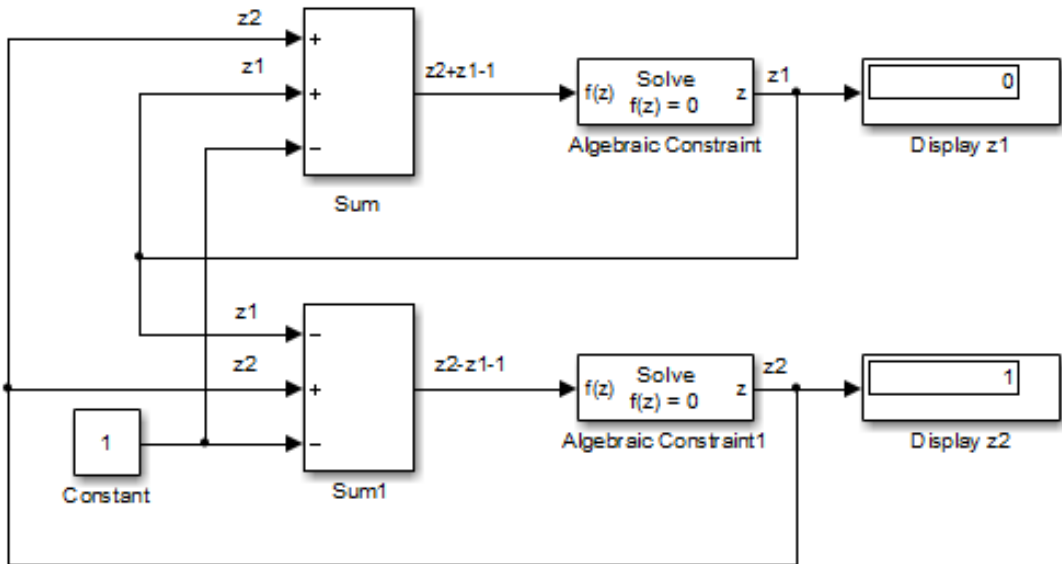 z2
+
z1
+
−
z2+z1-1
f(z)
Solve
f(z) = 0
z
z1
0
Sum
Algebraic Constraint
Display z1
z1
−
z2
+
−
z2-z1-1
f(z)
Solve
f(z) = 0
z
z2
1
1
Constant
Sum1
Algebraic Constraint1
Display z2